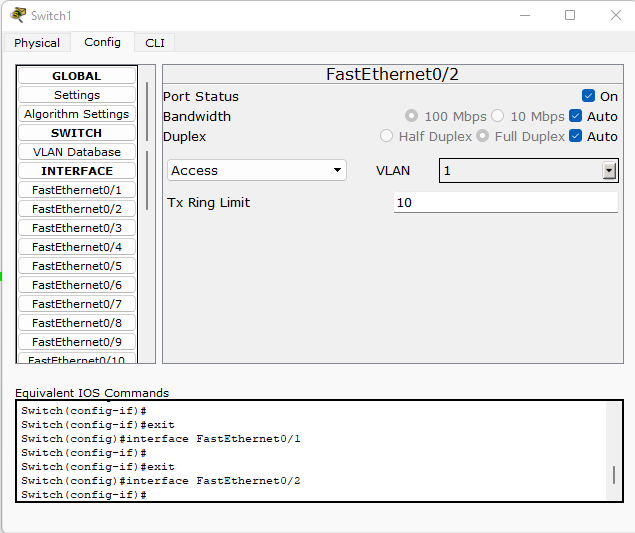 Switch1
Physical Config CLI
GLOBAL
Settings
Algorithm Settings
SWITCH
VLAN Database
INTERFACE
FastEthernet0/1
FastEthernet0/2
FastEthernet0/3
FastEthernet0/4
FastEthernet0/5
FastEthernet0/6
FastEthernet0/7
FastEthernet0/8
FastEthernet0/9
FastEthernet0/10
FastEthernet0/2
Port Status On
Bandwidth 100 Mbps 10 Mbps Auto
Duplex Half Duplex Full Duplex Auto
Access VLAN 1
Tx Ring Limit 10
Equivalent IOS Commands
Switch(config-if)#
Switch(config-if)#exit
Switch(config)#interface FastEthernet0/1
Switch(config-if)#
Switch(config-if)#exit
Switch(config)#interface FastEthernet0/2
Switch(config-if)#